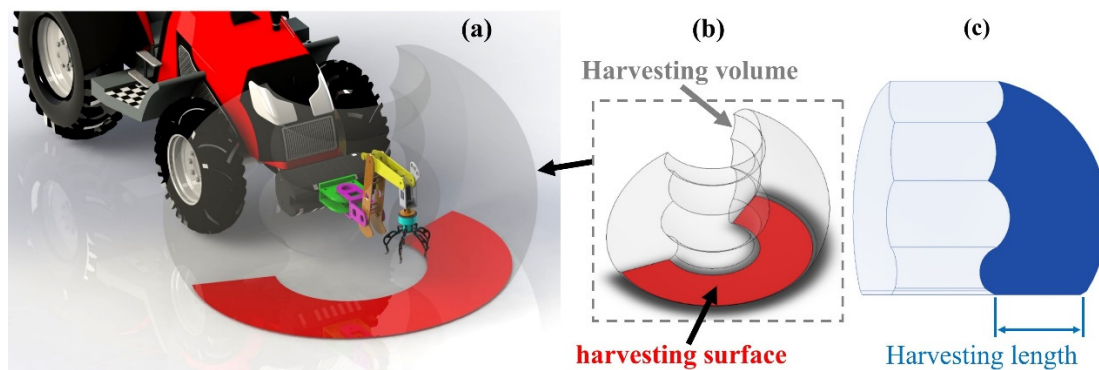 (a)
(b)
(c)
Harvesting volume
harvesting surface
Harvesting length